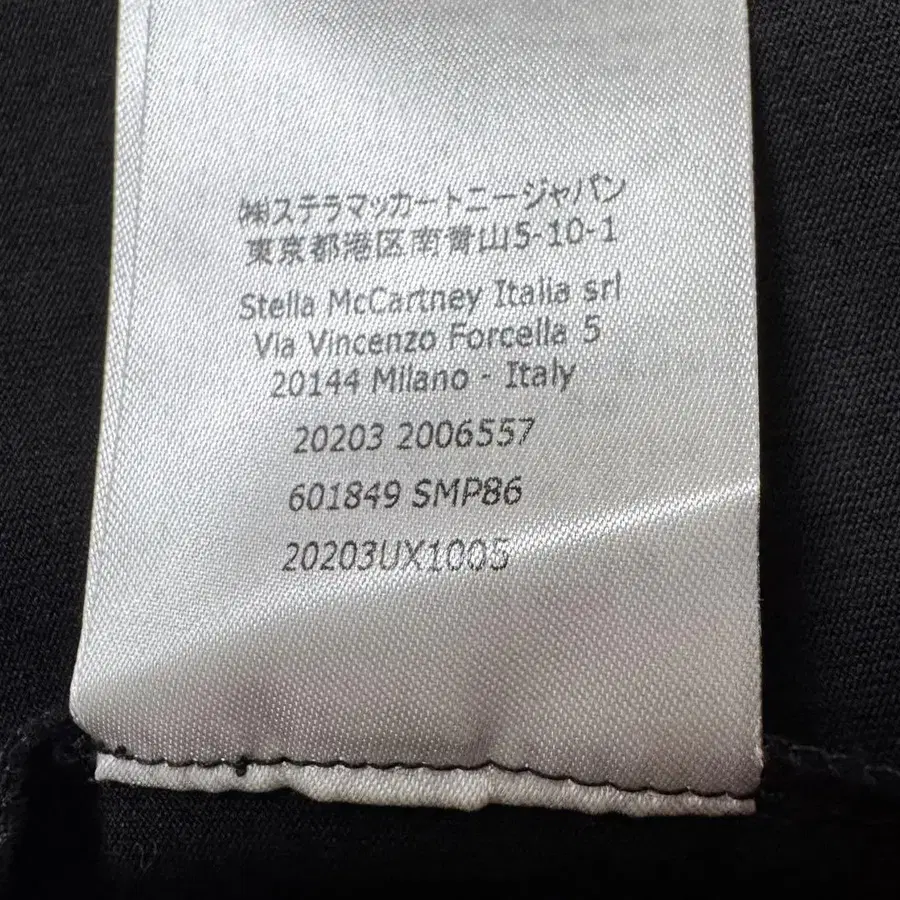 ㈱ステラマッカートニージャパン
東京都港区南青山5-10-1
Stella McCartney Italia srl
Via Vincenzo Forcella 5
20144 Milano - Italy
20203 2006557
601849 SMP86
20203UX1005